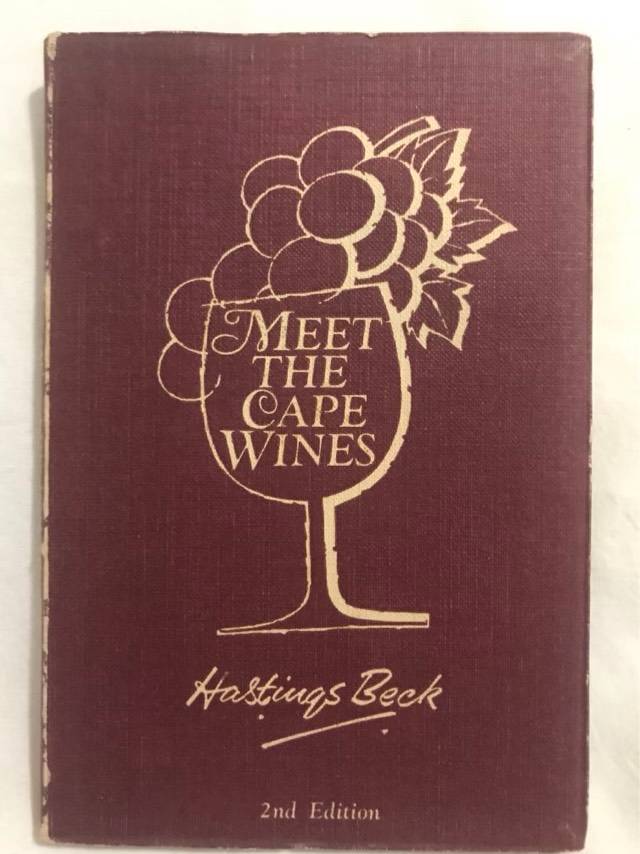 MEET
THE
CAPE
WINES
Hastings Beck
2nd Edition